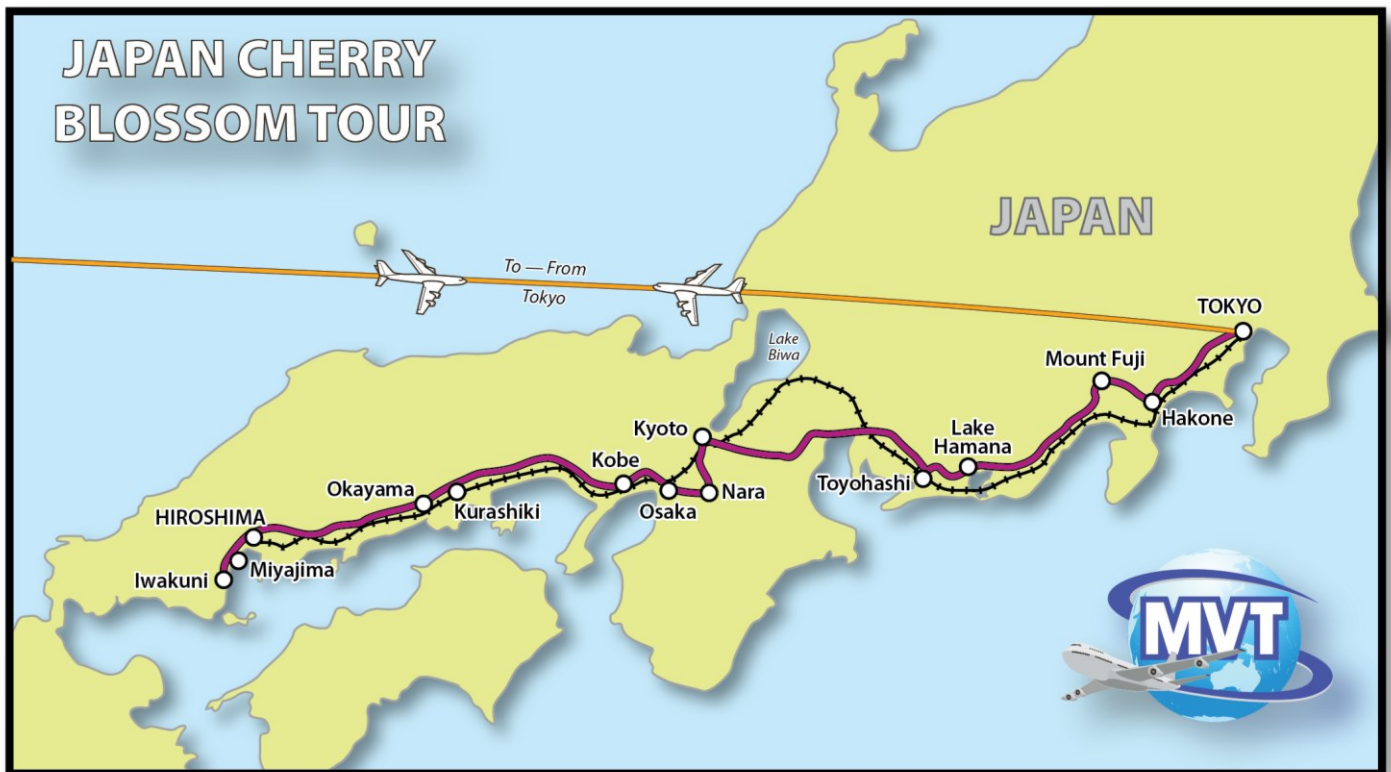 JAPAN CHERRY
BLOSSOM TOUR
JAPAN
To — From
Tokyo
TOKYO
Lake
Biwa
Mount Fuji
Hakone
Kyoto
Lake
Hamana
Kobe
Toyohashi
Okayama
Osaka
Nara
Kurashiki
HIROSHIMA
Miyajima
Iwakuni
MVT